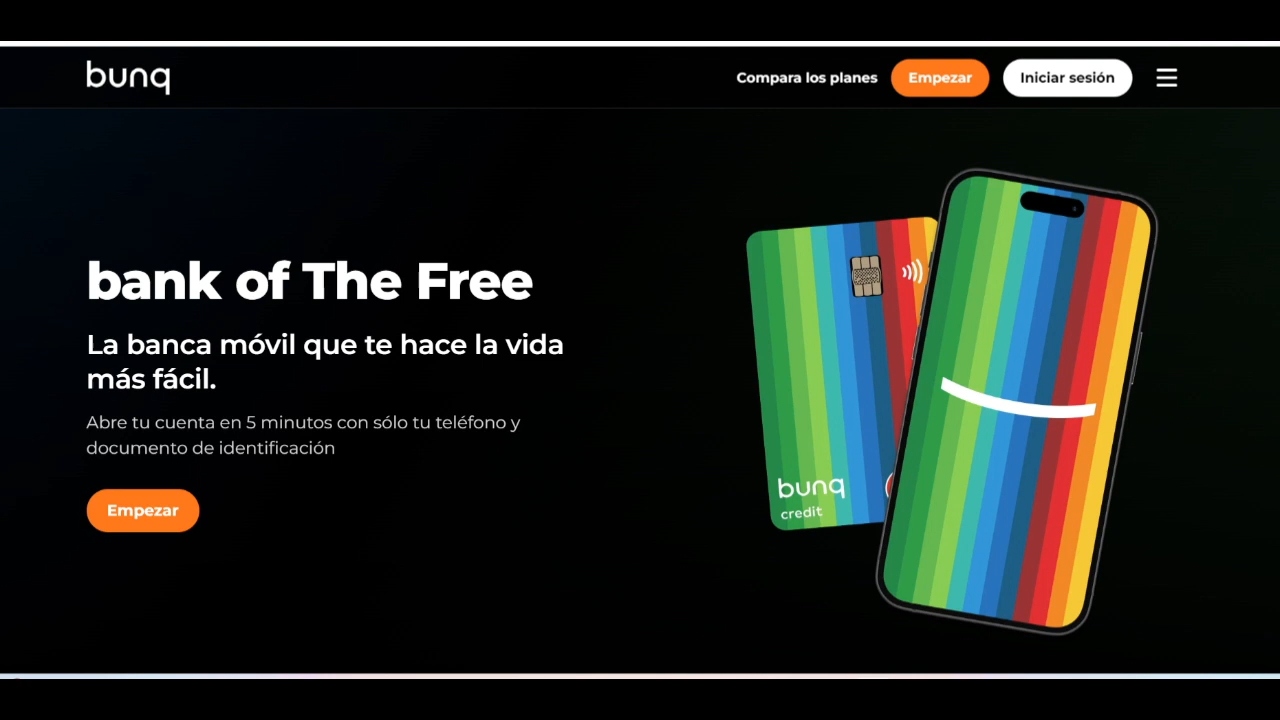 bunq
Compara los planes
Empezar
Iniciar sesión
bank of The Free
La banca móvil que te hace la vida
más fácil.
Abre tu cuenta en 5 minutos con sólo tu teléfono y
documento de identificación
Empezar
bunq
credit